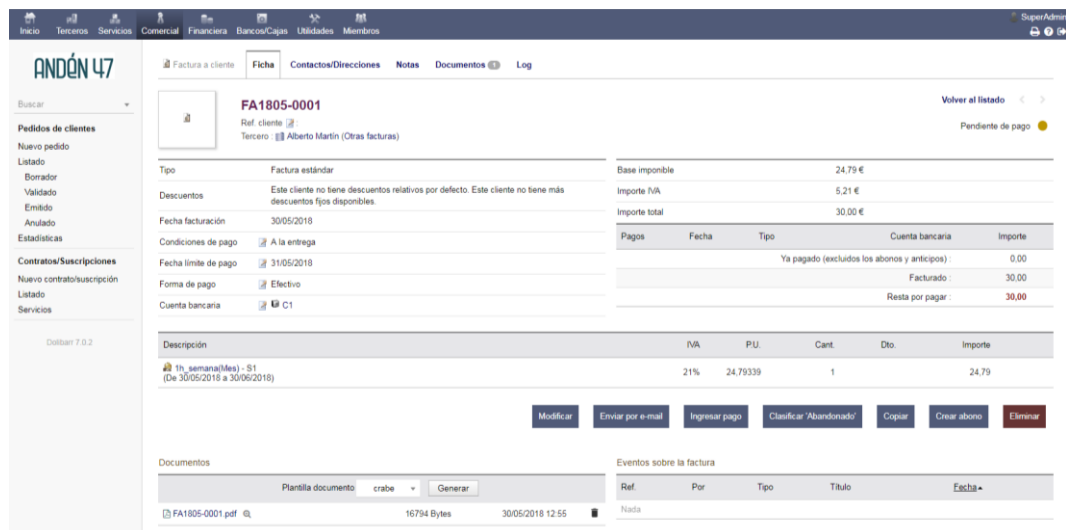 Inicio Terceros Servicios Comercial Financiera Bancos/Cajas Utilidades Miembros
SuperAdmin
ANDÉN 47
Buscar
Pedidos de clientes
Nuevo pedido
Listado
Borrador
Validado
Emitido
Anulado
Estadísticas
Contratos/Suscripciones
Nuevo contrato/suscripción
Listado
Servicios
Dolibarr 7.0.2
Factura a cliente Ficha Contactos/Direcciones Notas Documentos 1 Log
FA1805-0001
Ref. cliente :
Tercero : Alberto Martín (Otras facturas)
Volver al listado < >
Pendiente de pago
Tipo Factura estándar
Descuentos Este cliente no tiene descuentos relativos por defecto. Este cliente no tiene más
descuentos fijos disponibles.
Fecha facturación 30/05/2018
Condiciones de pago A la entrega
Fecha límite de pago 31/05/2018
Forma de pago Efectivo
Cuenta bancaria C1
Base imponible 24,79 €
Importe IVA 5,21 €
Importe total 30,00 €
Pagos Fecha Tipo Cuenta bancaria Importe
Ya pagado (excluidos los abonos y anticipos) : 0,00
Facturado : 30,00
Resta por pagar : 30,00
Descripción IVA P.U. Cant. Dto. Importe
1h_semana(Mes) - S1 21% 24,79339 1 24,79
(De 30/05/2018 a 30/06/2018)
Modificar Enviar por e-mail Ingresar pago Clasificar 'Abandonado' Copiar Crear abono Eliminar
Documentos
Plantilla documento crabe Generar
FA1805-0001.pdf 16794 Bytes 30/05/2018 12:55
Eventos sobre la factura
Ref. Por Tipo Título Fecha
Nada